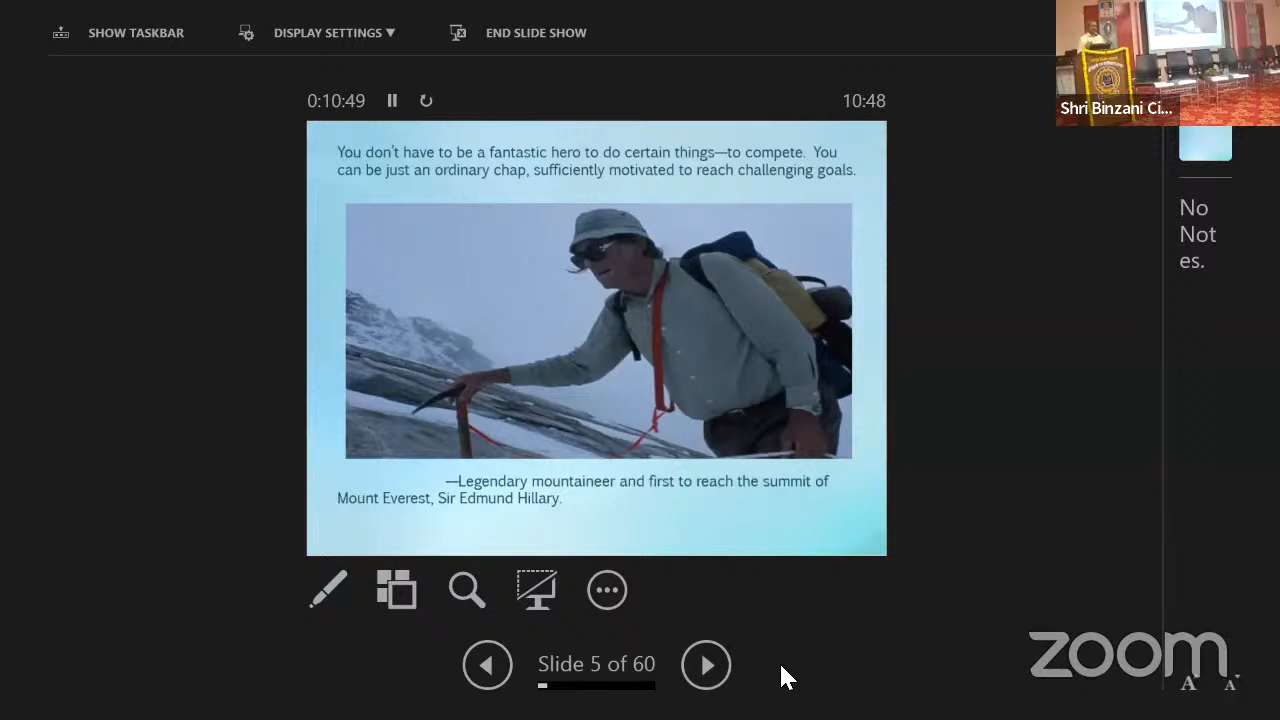 SHOW TASKBAR
DISPLAY SETTINGS ▼
END SLIDE SHOW
Shri Binzani Ci...
0:10:49
10:48
You don't have to be a fantastic hero to do certain things—to compete. You
can be just an ordinary chap, sufficiently motivated to reach challenging goals.
—Legendary mountaineer and first to reach the summit of
Mount Everest, Sir Edmund Hillary.
No
Not
es.
Slide 5 of 60
zoom
A
A